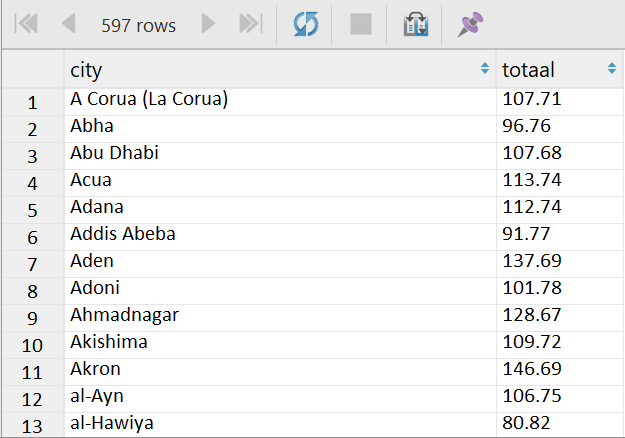 597 rows
city totaal
1 A Corua (La Corua) 107.71
2 Abha 96.76
3 Abu Dhabi 107.68
4 Acua 113.74
5 Adana 112.74
6 Addis Abeba 91.77
7 Aden 137.69
8 Adoni 101.78
9 Ahmadnagar 128.67
10 Akishima 109.72
11 Akron 146.69
12 al-Ayn 106.75
13 al-Hawiya 80.82